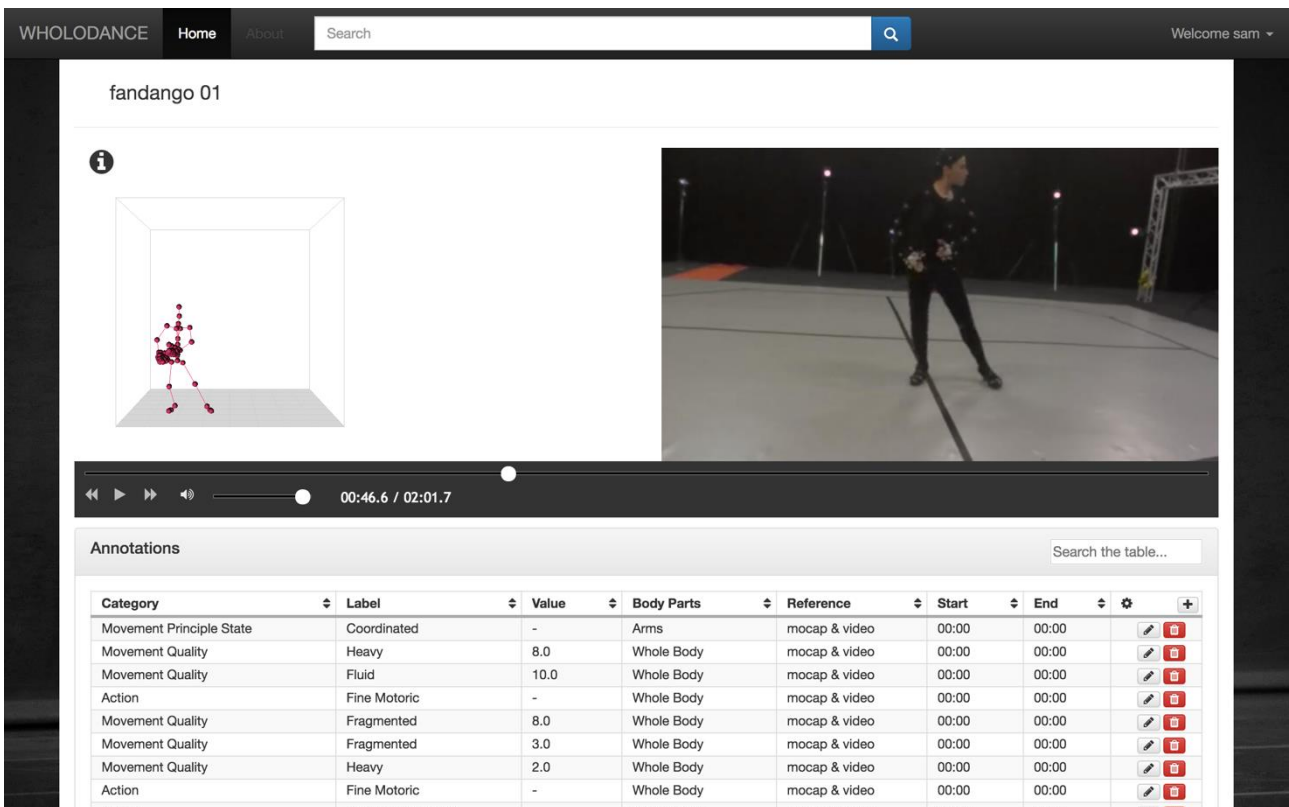 WHOLODANCE Home About Search Welcome sam
fandango 01
00:46.6 / 02:01.7
Annotations Search the table...
Category Label Value Body Parts Reference Start End
Movement Principle State Coordinated - Arms mocap & video 00:00 00:00
Movement Quality Heavy 8.0 Whole Body mocap & video 00:00 00:00
Movement Quality Fluid 10.0 Whole Body mocap & video 00:00 00:00
Action Fine Motoric - Whole Body mocap & video 00:00 00:00
Movement Quality Fragmented 8.0 Whole Body mocap & video 00:00 00:00
Movement Quality Fragmented 3.0 Whole Body mocap & video 00:00 00:00
Movement Quality Heavy 2.0 Whole Body mocap & video 00:00 00:00
Action Fine Motoric - Whole Body mocap & video 00:00 00:00